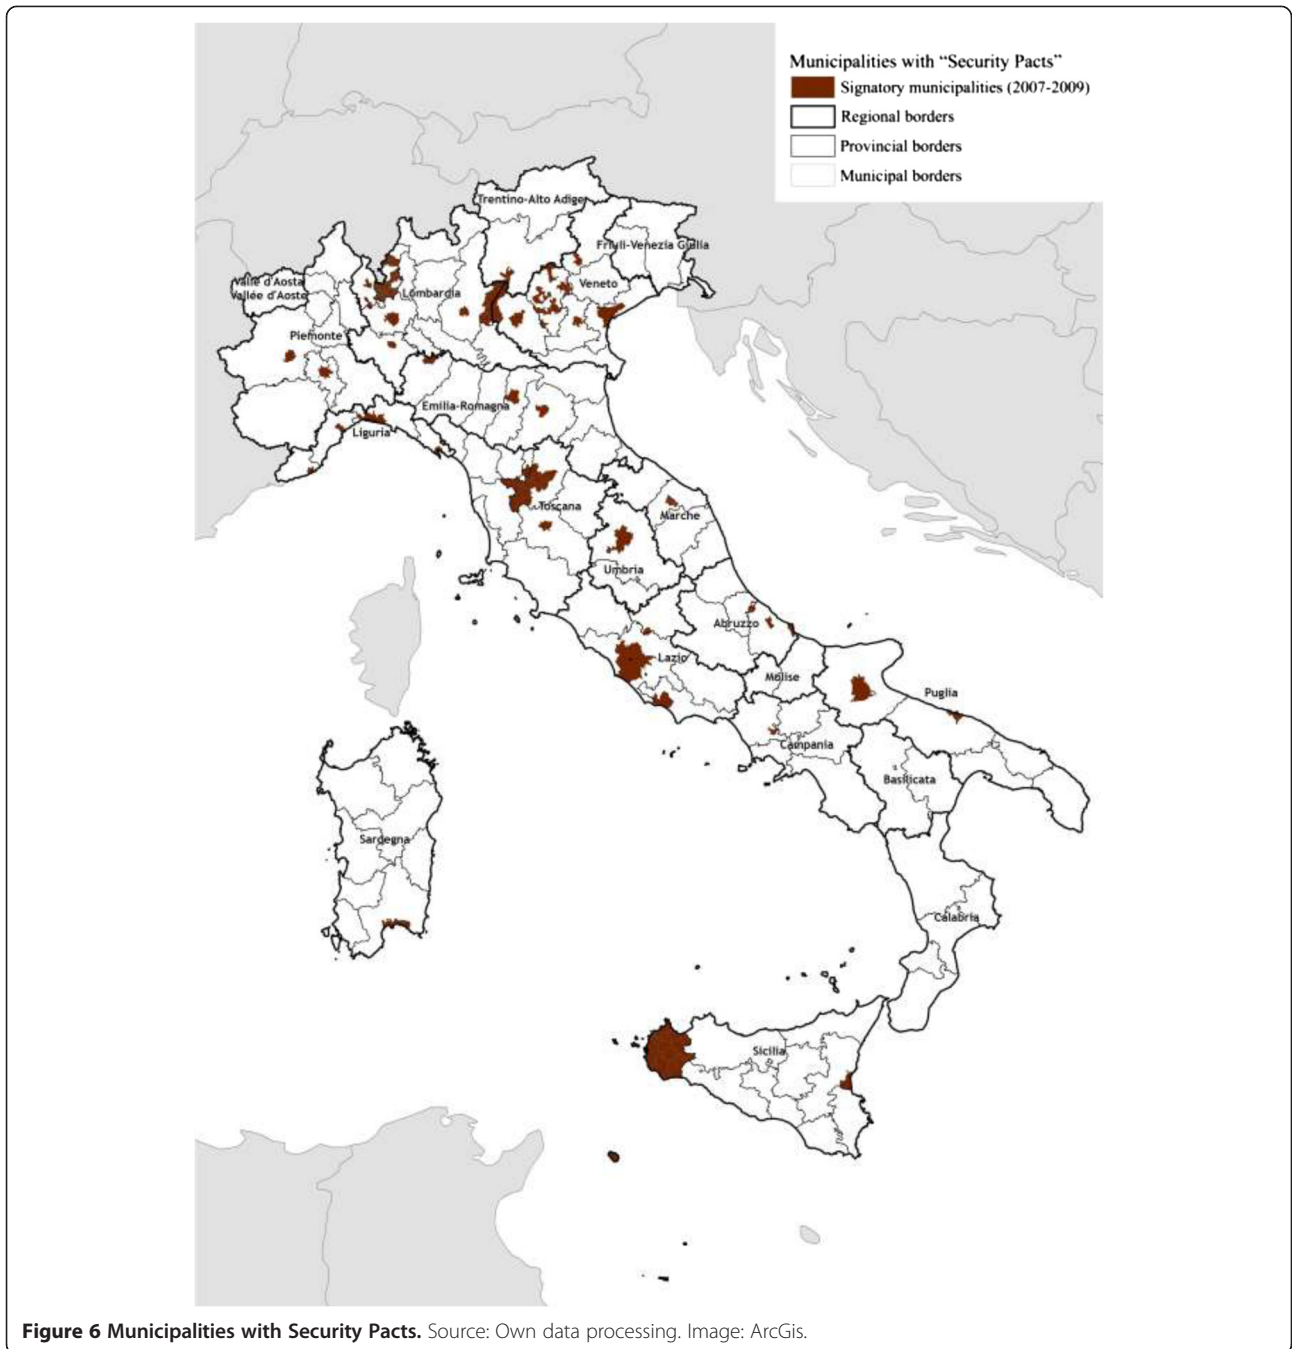 Municipalities with “Security Pacts”
Signatory municipalities (2007-2009)
Regional borders
Provincial borders
Municipal borders
Trentino-Alto Adige
Friuli-Venezia Giulia
Valle d'Aosta
Vallée d'Aoste
Lombardia
Veneto
Piemonte
Emilia-Romagna
Liguria
Toscana
Marche
Umbria
Abruzzo
Lazio
Molise
Puglia
Campania
Basilicata
Sardegna
Calabria
Sicilia
Figure 6 Municipalities with Security Pacts. Source: Own data processing. Image: ArcGis.